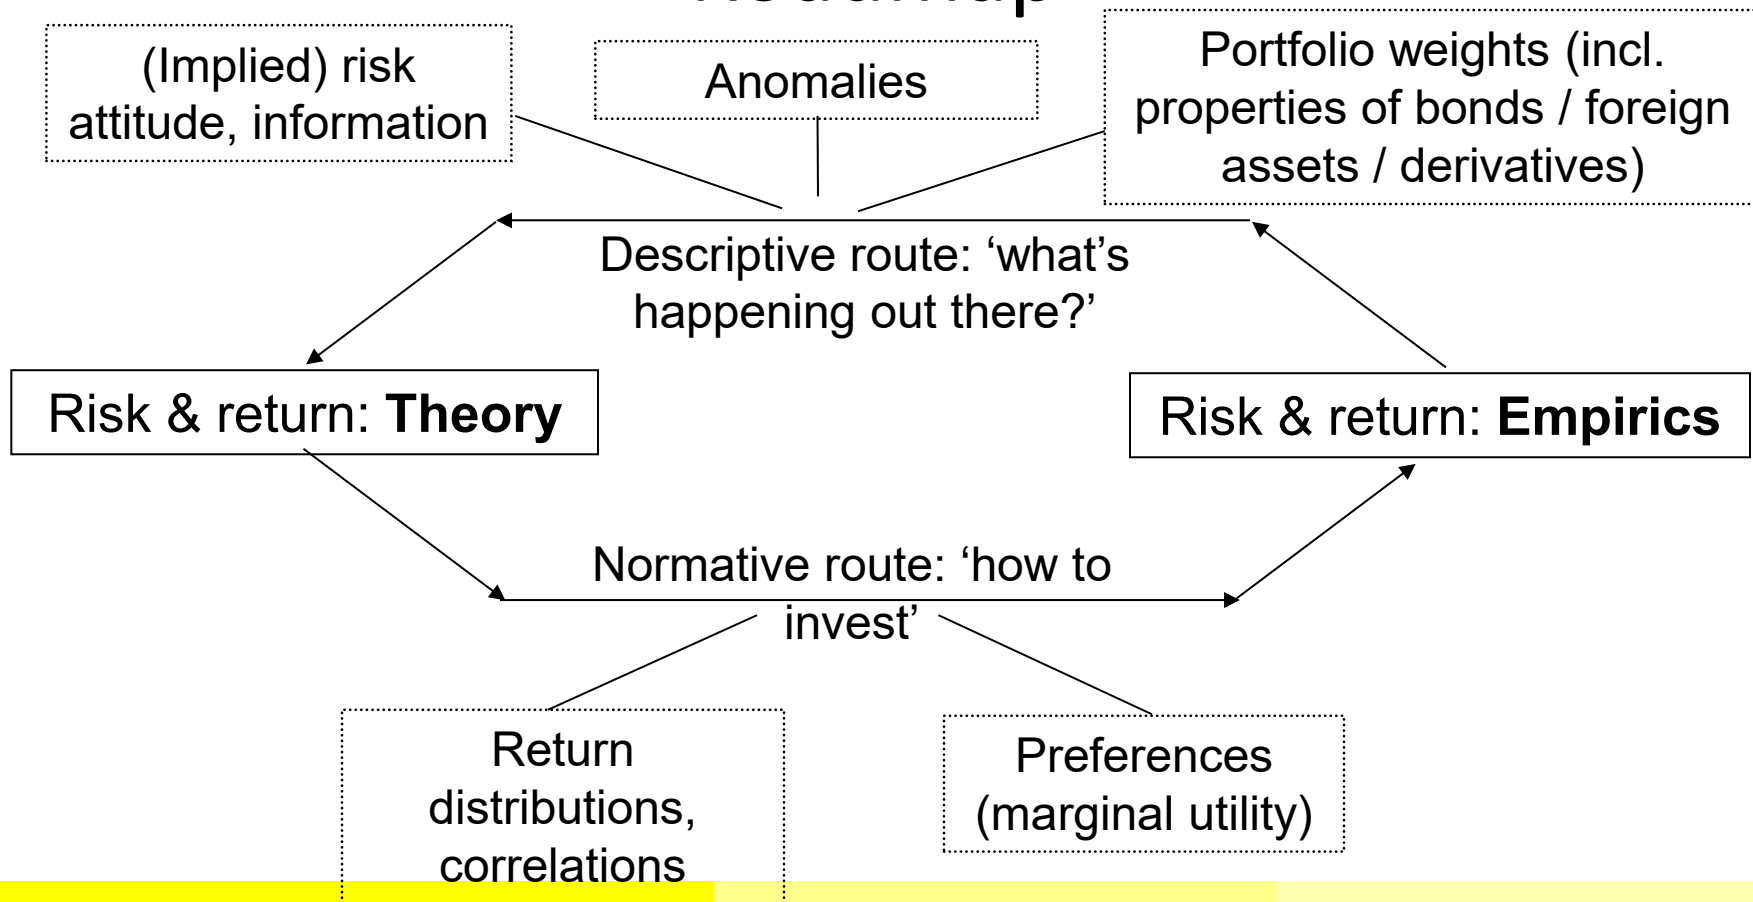 Roadmap
(Implied) risk
attitude, information
Anomalies
Portfolio weights (incl.
properties of bonds / foreign
assets / derivatives)
Descriptive route: ‘what’s
happening out there?’
Risk & return: Theory
Risk & return: Empirics
Normative route: ‘how to
invest’
Return
distributions,
correlations
Preferences
(marginal utility)